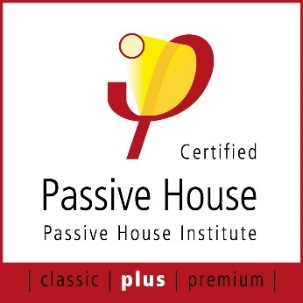 Certified
Passive House
Passive House Institute
| classic | plus | premium |